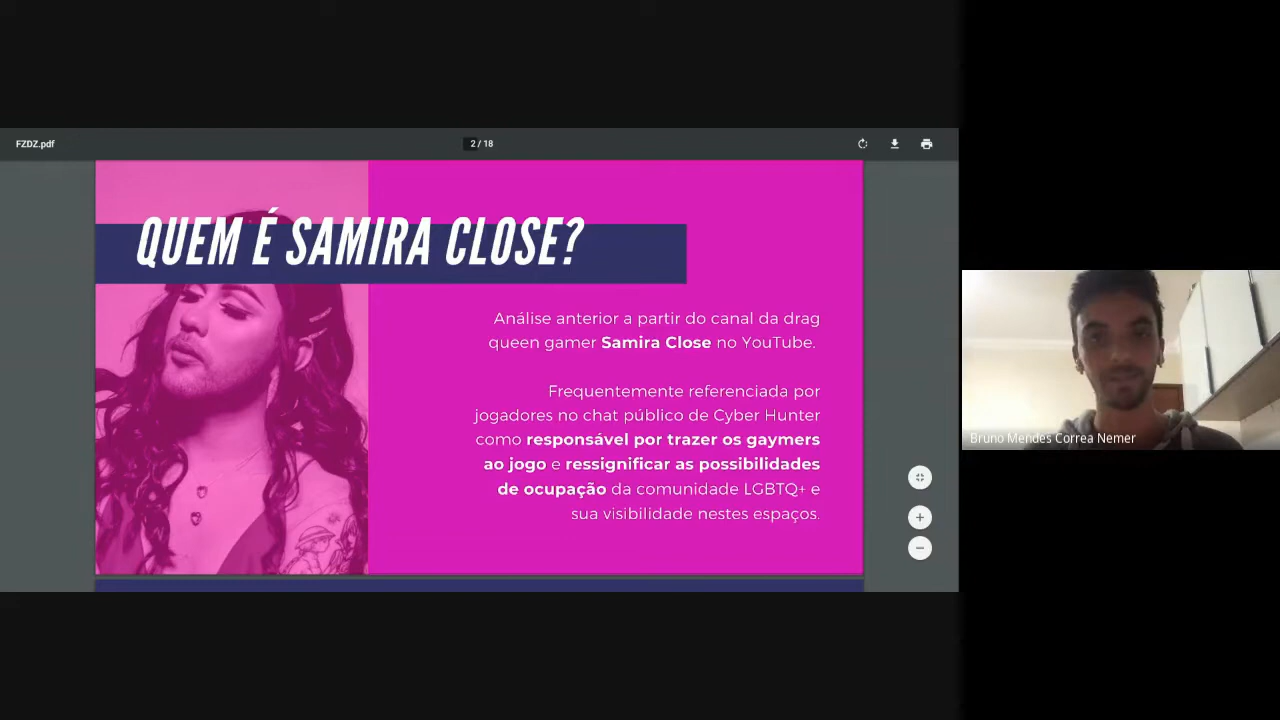 FZDZ.pdf
2 / 18
QUEM É SAMIRA CLOSE?
Análise anterior a partir do canal da drag
queen gamer Samira Close no YouTube.
Frequentemente referenciada por
jogadores no chat público de Cyber Hunter
como responsável por trazer os gaymers
ao jogo e ressignificar as possibilidades
de ocupação da comunidade LGBTQ+ e
sua visibilidade nestes espaços.
Bruno Mendes Correa Nemer